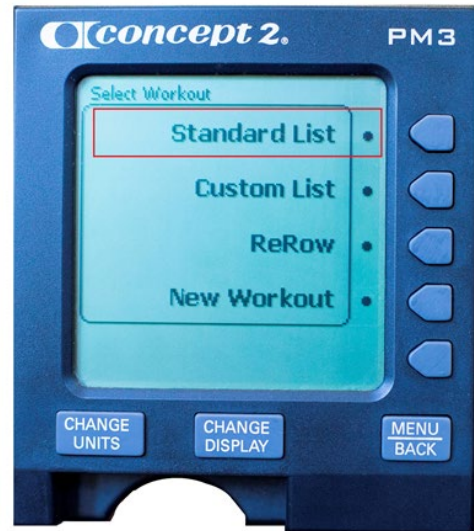 concept 2.
PM3
Select Workout
Standard List
Custom List
ReRow
New Workout
CHANGE UNITS
CHANGE DISPLAY
MENU
BACK